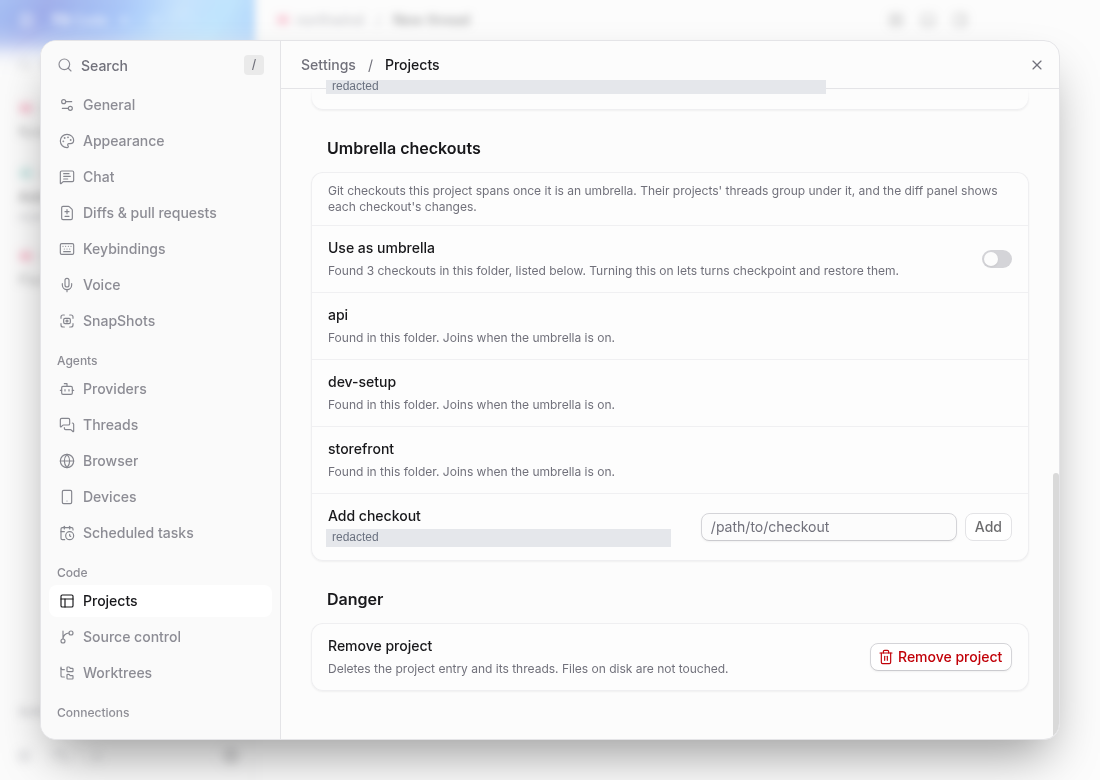 Search
/
General
Appearance
Chat
Diffs & pull requests
Keybindings
Voice
SnapShots
Agents
Providers
Threads
Browser
Devices
Scheduled tasks
Code
Projects
Source control
Worktrees
Connections
Settings / Projects
redacted
Umbrella checkouts
Git checkouts this project spans once it is an umbrella. Their projects' threads group under it, and the diff panel shows
each checkout's changes.
Use as umbrella
Found 3 checkouts in this folder, listed below. Turning this on lets turns checkpoint and restore them.
api
Found in this folder. Joins when the umbrella is on.
dev-setup
Found in this folder. Joins when the umbrella is on.
storefront
Found in this folder. Joins when the umbrella is on.
Add checkout
redacted
/path/to/checkout
Add
Danger
Remove project
Deletes the project entry and its threads. Files on disk are not touched.
Remove project